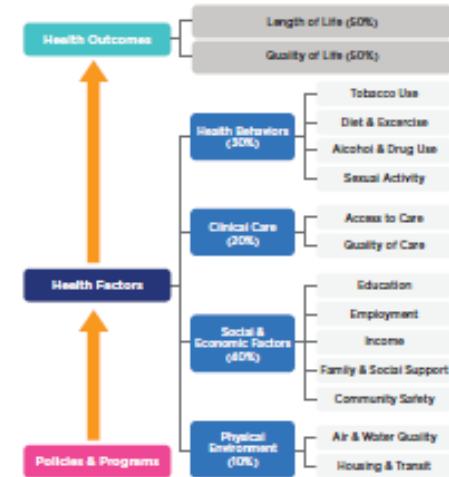 Health Outcomes
Length of Life (50%)
Quality of Life (50%)
Health Behaviors
(30%)
Tobacco Use
Diet & Excercise
Alcohol & Drug Use
Sexual Activity
Clinical Care
(20%)
Access to Care
Quality of Care
Health Factors
Social &
Economic Factors
(40%)
Education
Employment
Income
Family & Social Support
Community Safety
Physical
Environment
(10%)
Air & Water Quality
Housing & Transit
Policies & Programs